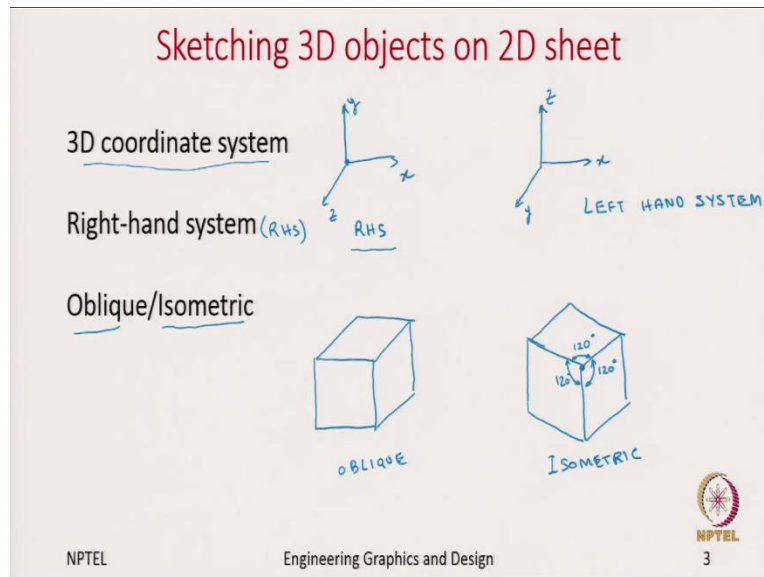 Sketching 3D objects on 2D sheet
3D coordinate system
y
x
z
z
x
y
Right-hand system (RHS)
RHS
LEFT HAND SYSTEM
Oblique/Isometric
120°
120°
120°
OBLIQUE
ISOMETRIC
NPTEL
NPTEL
Engineering Graphics and Design
3